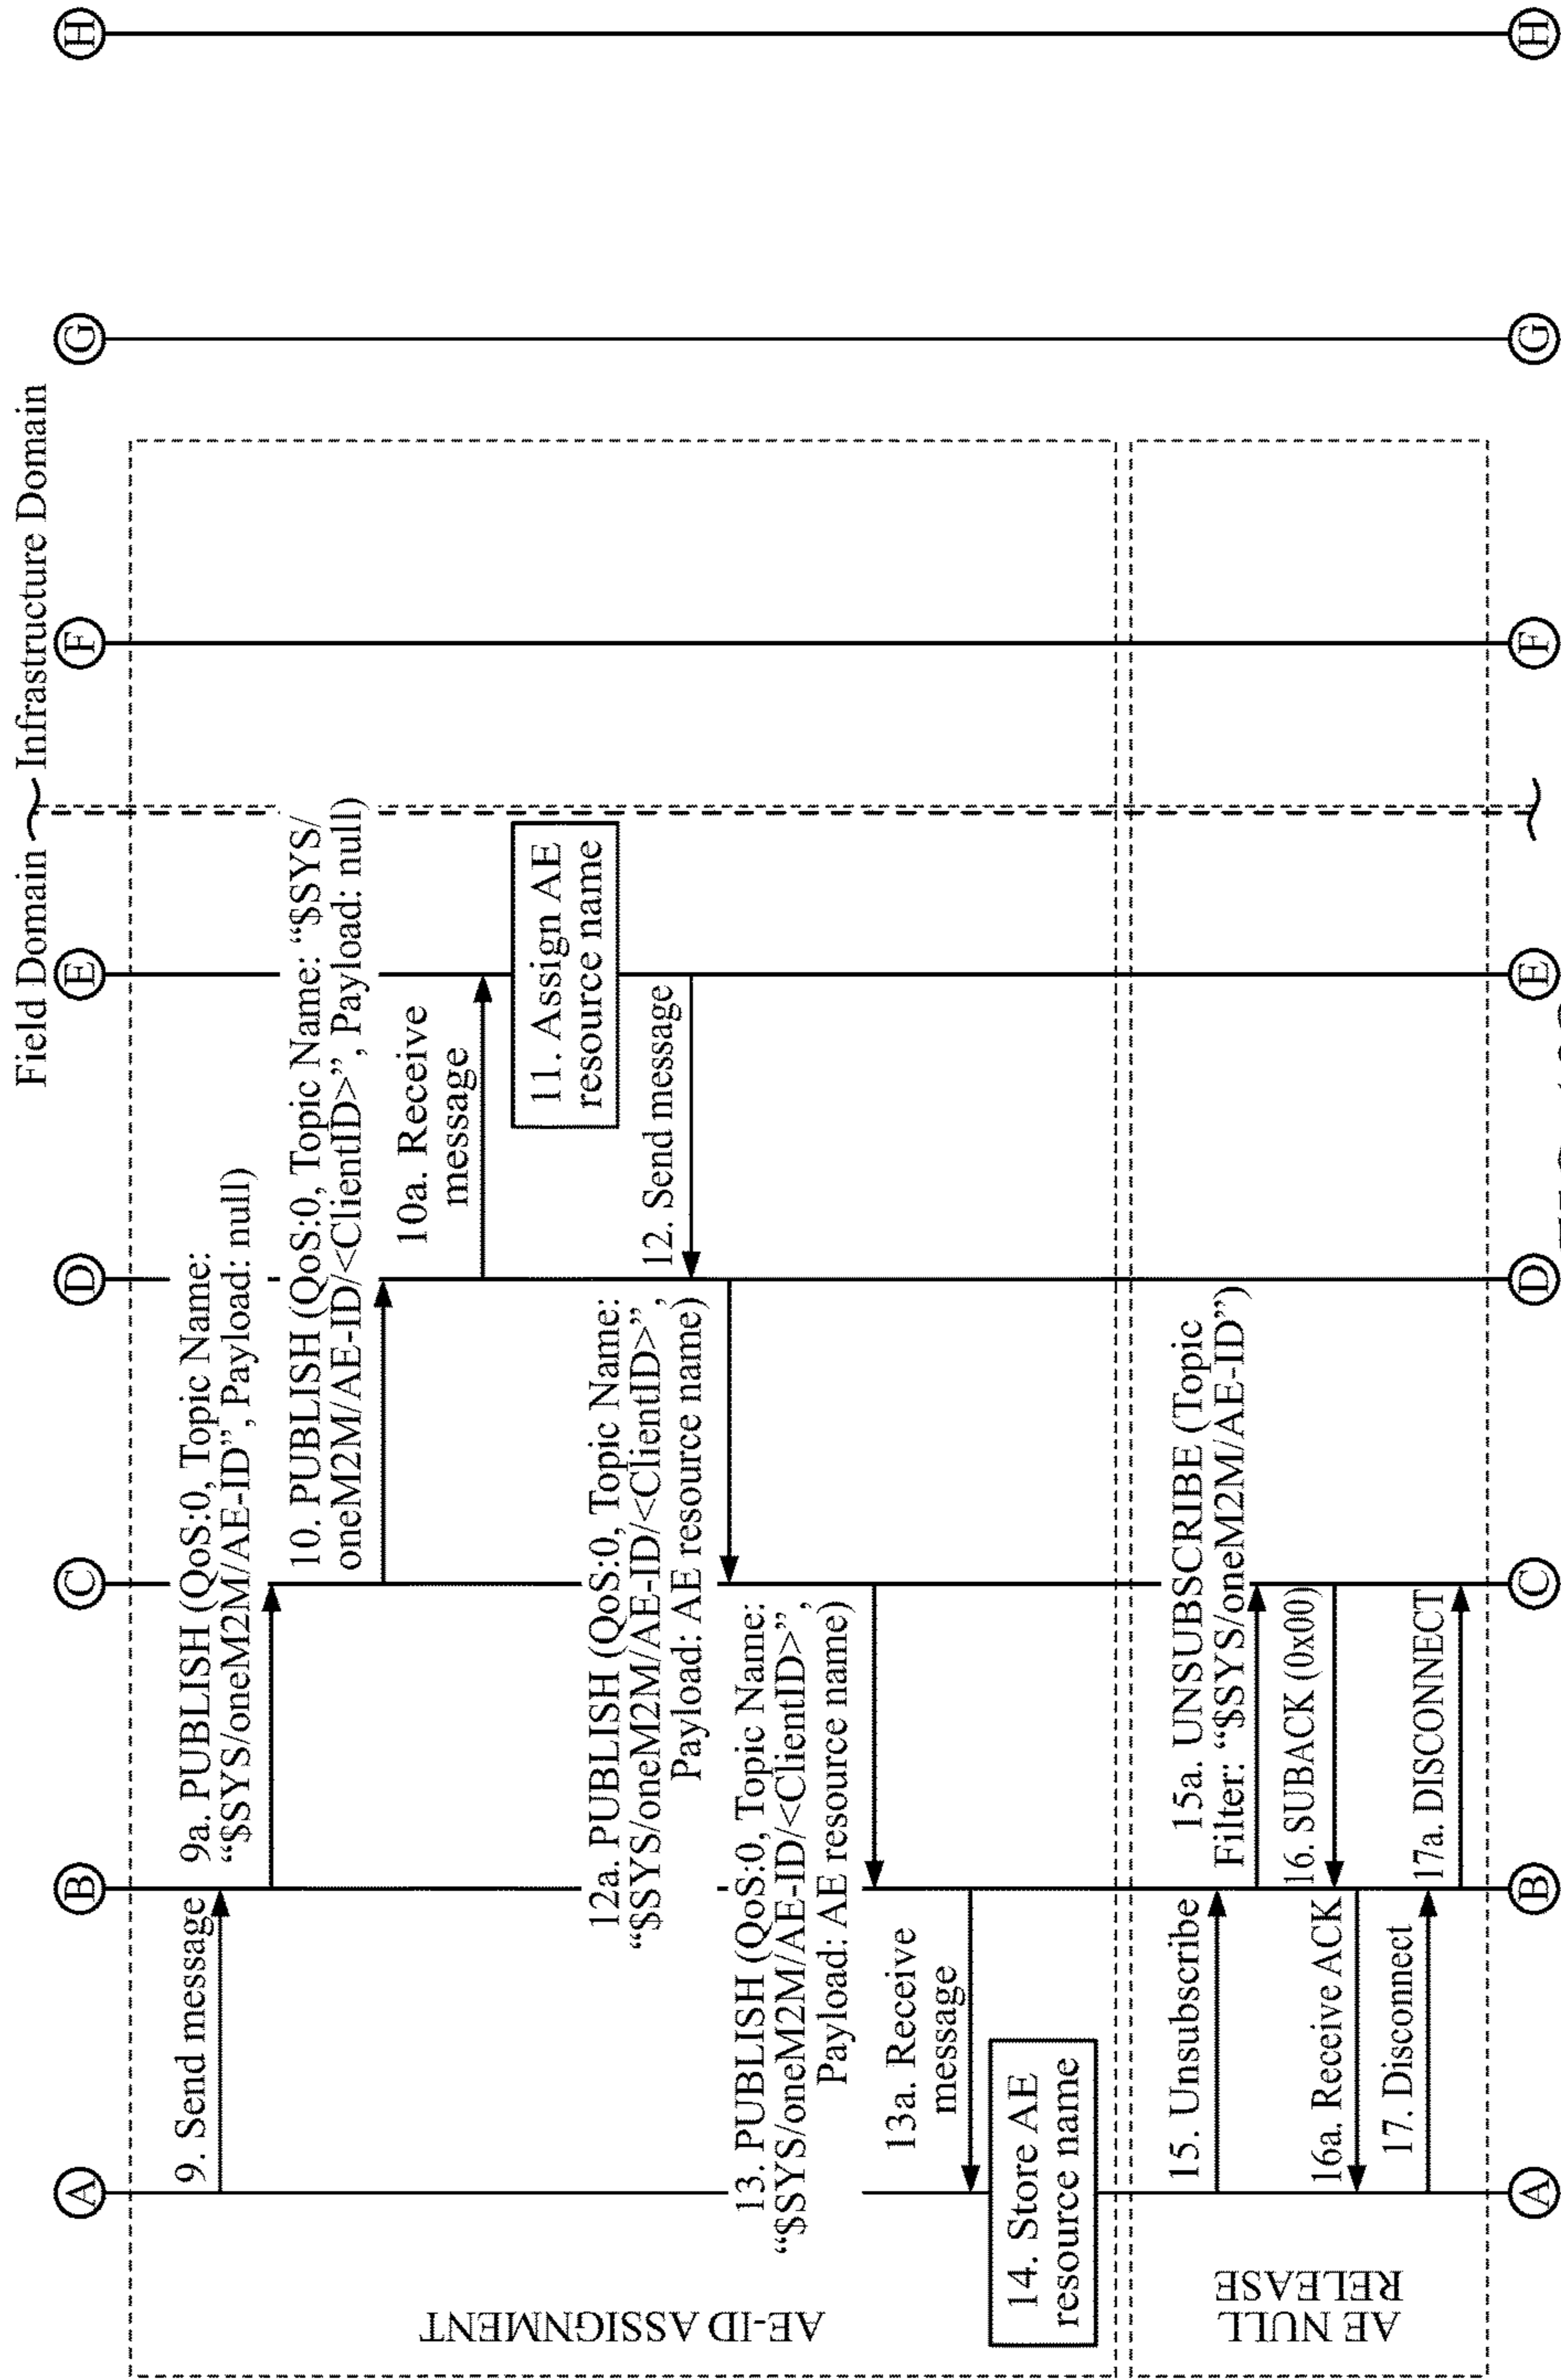 Field Domain
Infrastructure Domain
A
B
C
D
E
F
G
H
AE-ID ASSIGNMENT
9. Send message
9a. PUBLISH (QoS:0, Topic Name:
“$SYS/oneM2M/AE-ID”, Payload: null)
10. PUBLISH (QoS:0, Topic Name: “$SYS/
oneM2M/AE-ID/<ClientID>”, Payload: null)
10a. Receive
message
11. Assign AE
resource name
12. Send message
12a. PUBLISH (QoS:0, Topic Name:
“$SYS/oneM2M/AE-ID/<ClientID>”,
Payload: AE resource name)
13. PUBLISH (QoS:0, Topic Name:
“$SYS/oneM2M/AE-ID/<ClientID>”,
Payload: AE resource name)
13a. Receive
message
14. Store AE
resource name
AE NULL
RELEASE
15. Unsubscribe
15a. UNSUBSCRIBE (Topic
Filter: “$SYS/oneM2M/AE-ID”)
16. SUBACK (0x00)
16a. Receive ACK
17. Disconnect
17a. DISCONNECT
A
B
C
D
E
F
G
H